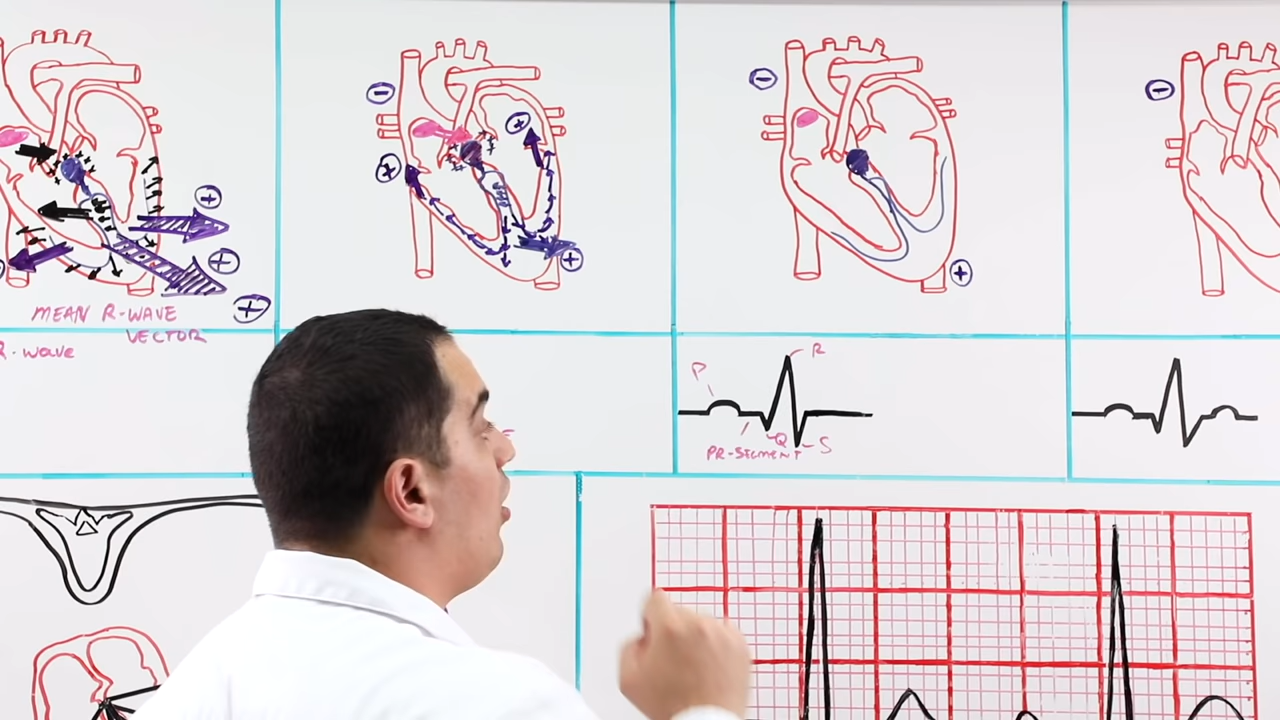 MEAN R-WAVE
VECTOR
R-wave
P
R
Q
S
PR-SEGMENT